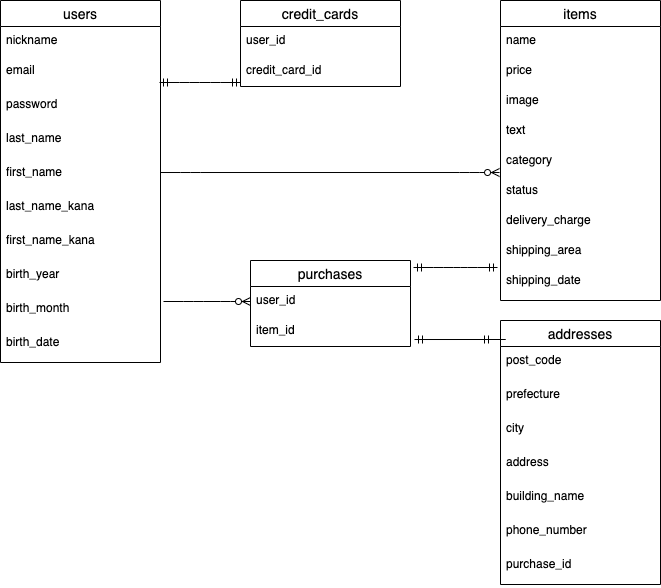 users
nickname
email
password
last_name
first_name
last_name_kana
first_name_kana
birth_year
birth_month
birth_date
credit_cards
user_id
credit_card_id
items
name
price
image
text
category
status
delivery_charge
shipping_area
shipping_date
purchases
user_id
item_id
addresses
post_code
prefecture
city
address
building_name
phone_number
purchase_id